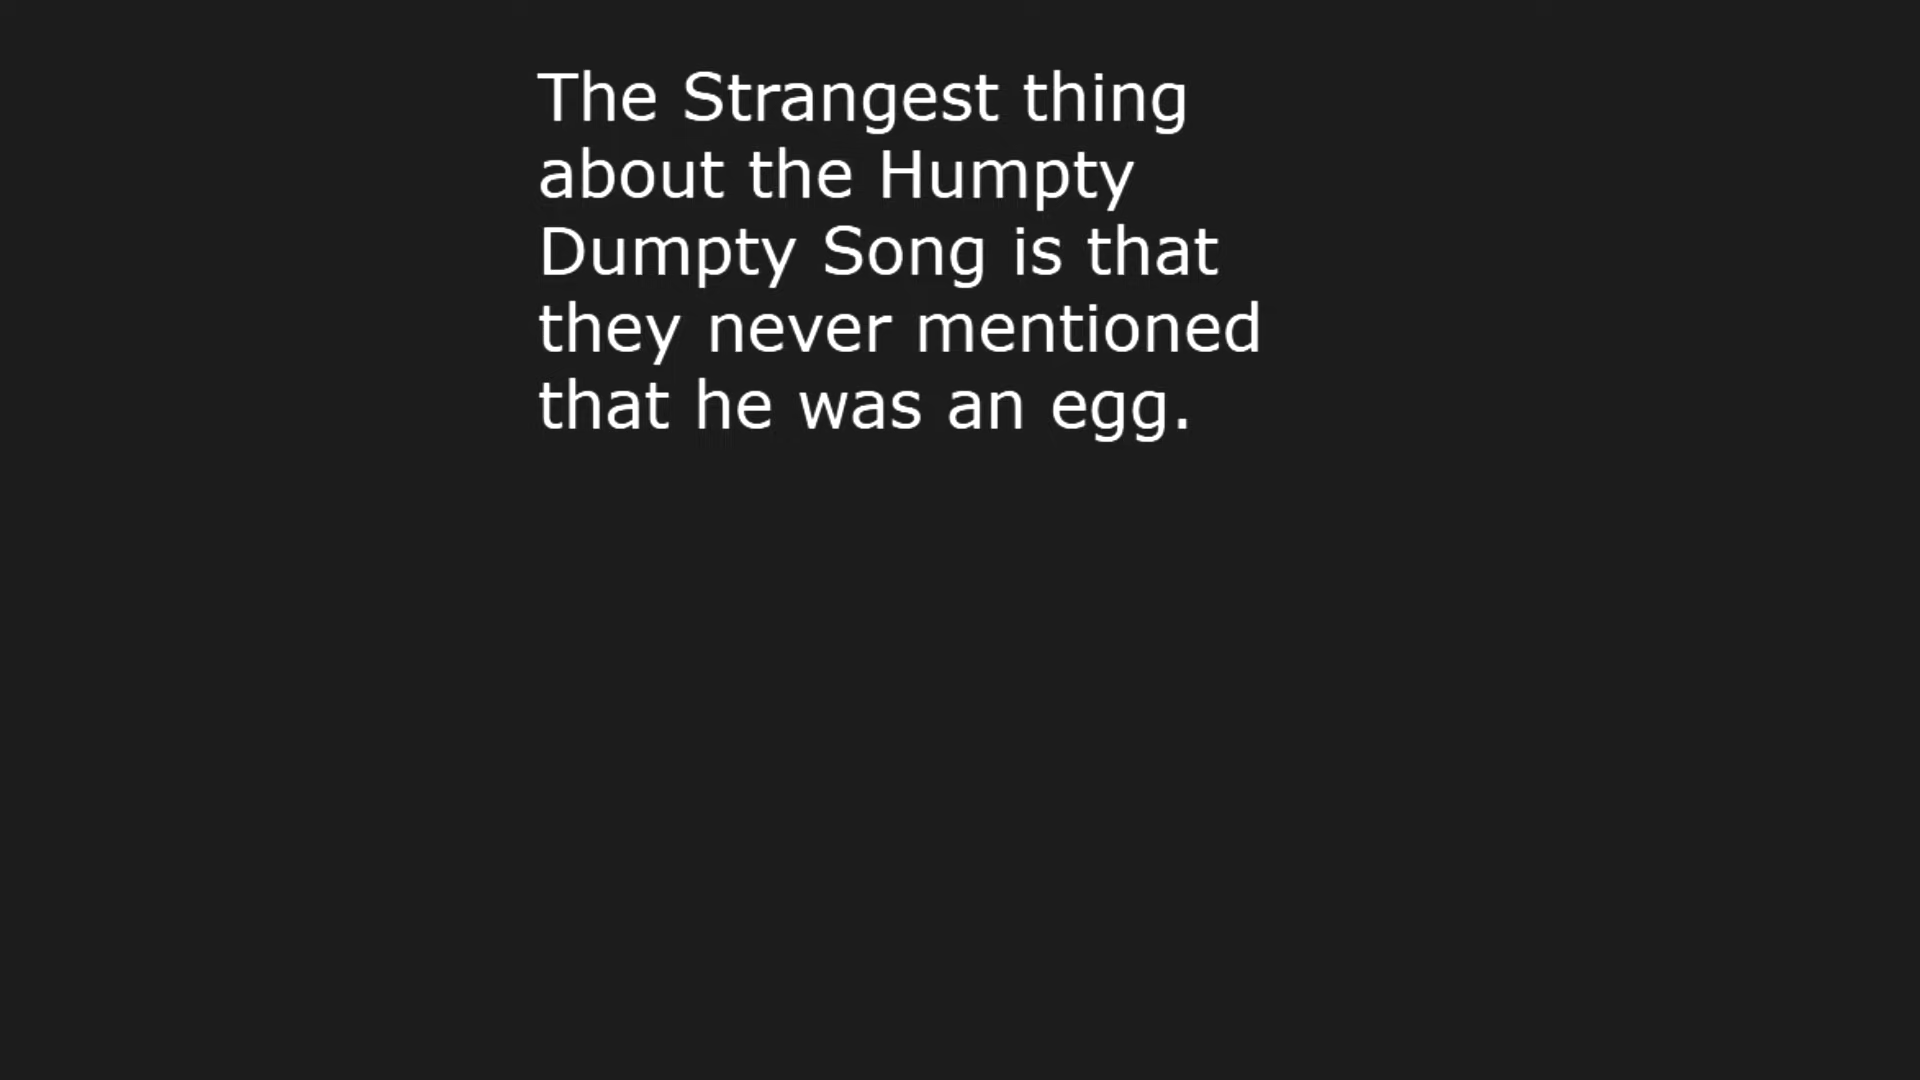 The Strangest thing
about the Humpty
Dumpty Song is that
they never mentioned
that he was an egg.